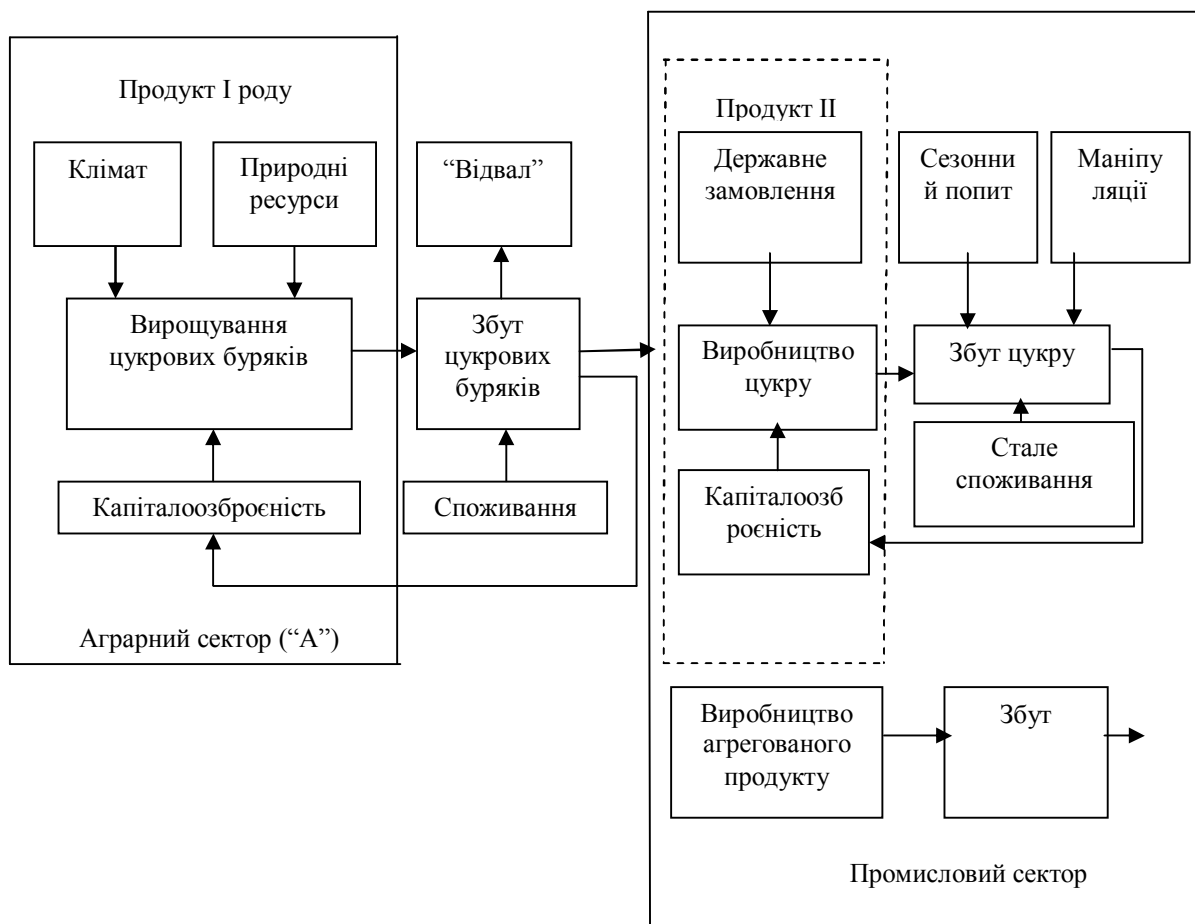 Продукт І роду
Клімат
Природні
ресурси
“Відвал”
Вирощування
цукрових буряків
Збут
цукрових
буряків
Капіталоозброєність
Споживання
Аграрний сектор (“А”)
Продукт ІІ
Державне
замовлення
Сезонни
й попит
Маніпу
ляції
Виробництво
цукру
Збут цукру
Капіталоозб
роєність
Стале
споживання
Виробництво
агрегованого
продукту
Збут
Промисловий сектор